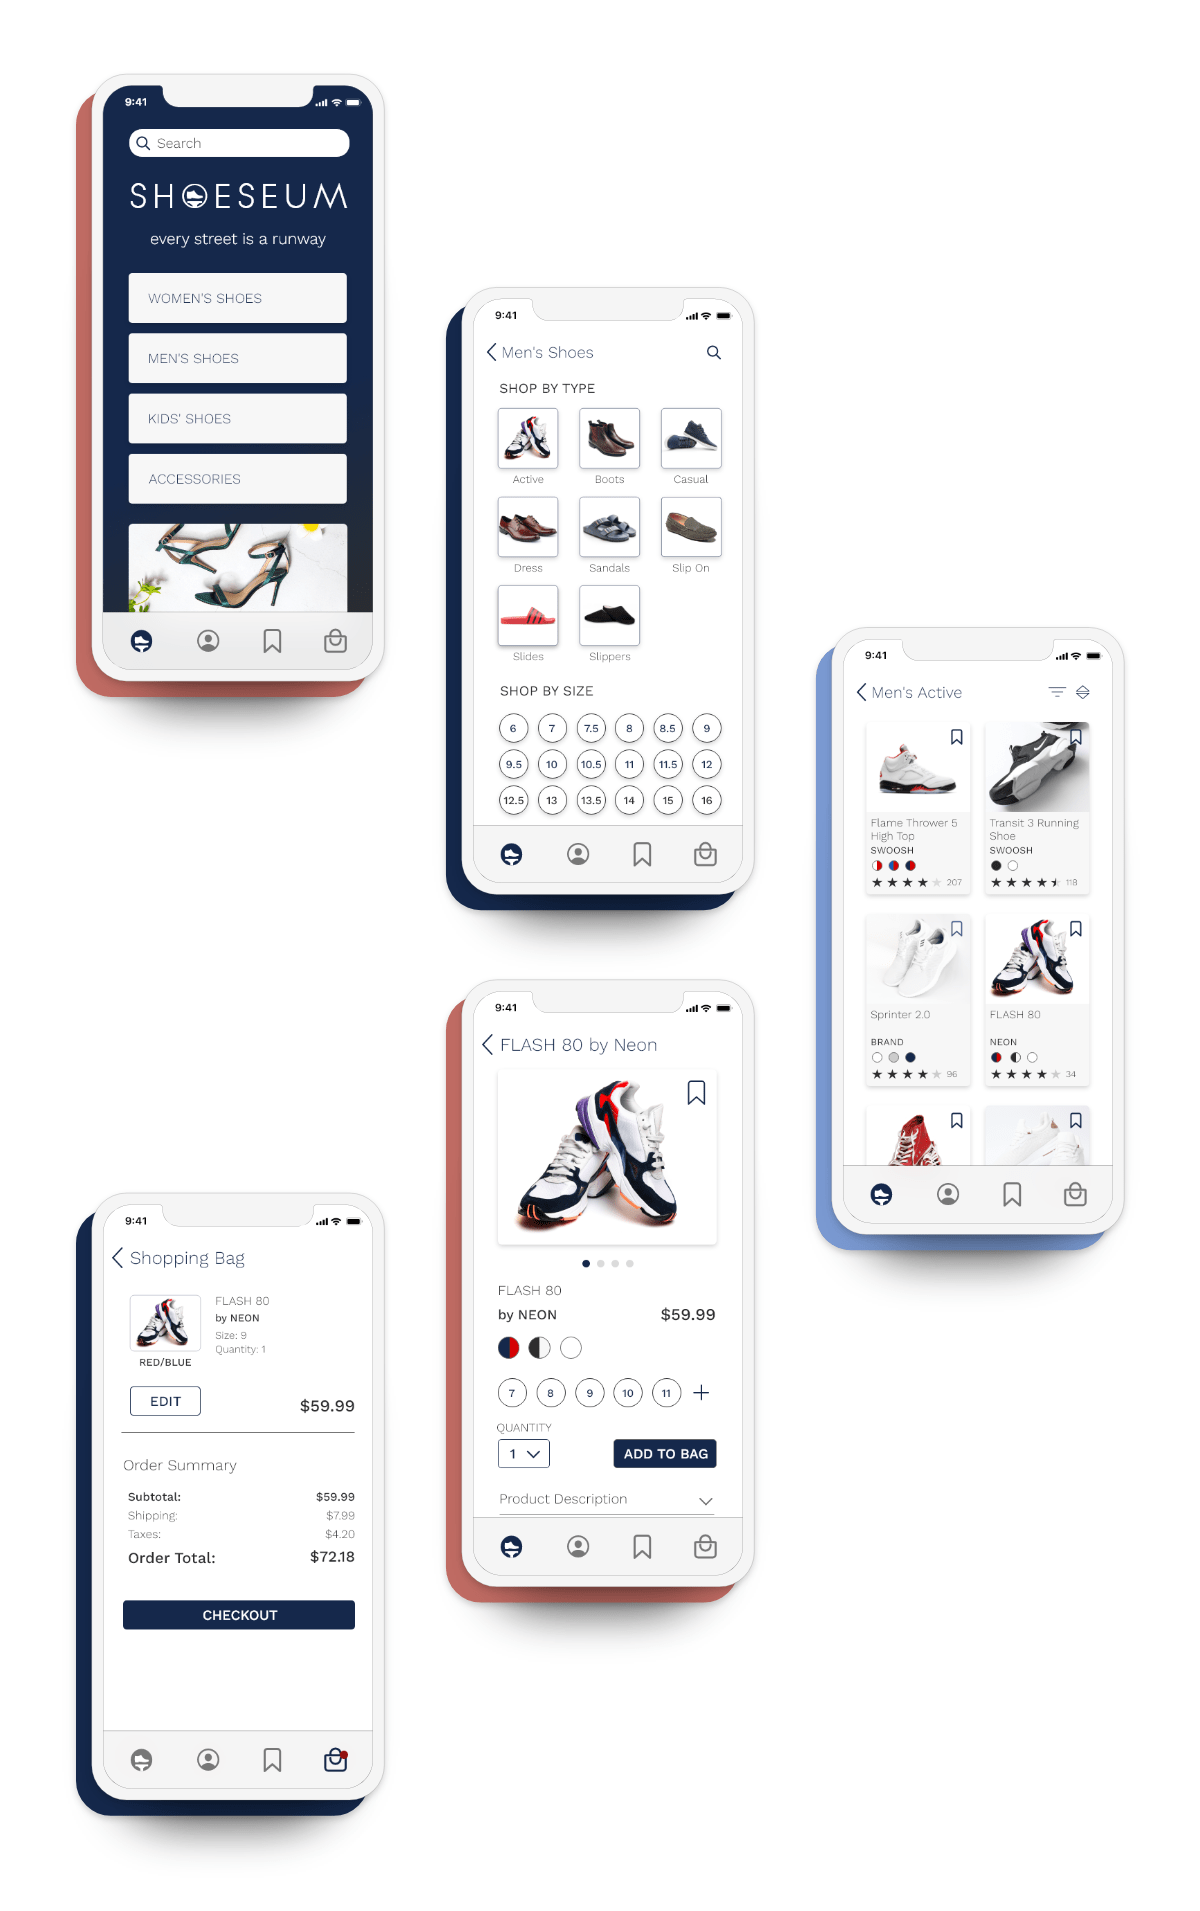 9:41
Search
SHOESEUM
every street is a runway
WOMEN'S SHOES
MEN'S SHOES
KIDS' SHOES
ACCESSORIES
9:41
Men's Shoes
SHOP BY TYPE
Active Boots Casual
Dress Sandals Slip On
Slides Slippers
SHOP BY SIZE
6 7 7.5 8 8.5 9
9.5 10 10.5 11 11.5 12
12.5 13 13.5 14 15 16
9:41
Men's Active
Flame Thrower 5
High Top
SWOOSH
207
Transit 3 Running
Shoe
SWOOSH
118
Sprinter 2.0
BRAND
96
FLASH 80
NEON
34
9:41
FLASH 80 by Neon
FLASH 80
by NEON $59.99
7 8 9 10 11
QUANTITY
1 ADD TO BAG
Product Description
9:41
Shopping Bag
FLASH 80
by NEON
Size: 9
Quantity: 1
RED/BLUE
EDIT
$59.99
Order Summary
Subtotal: $59.99
Shipping: $7.99
Taxes: $4.20
Order Total: $72.18
CHECKOUT